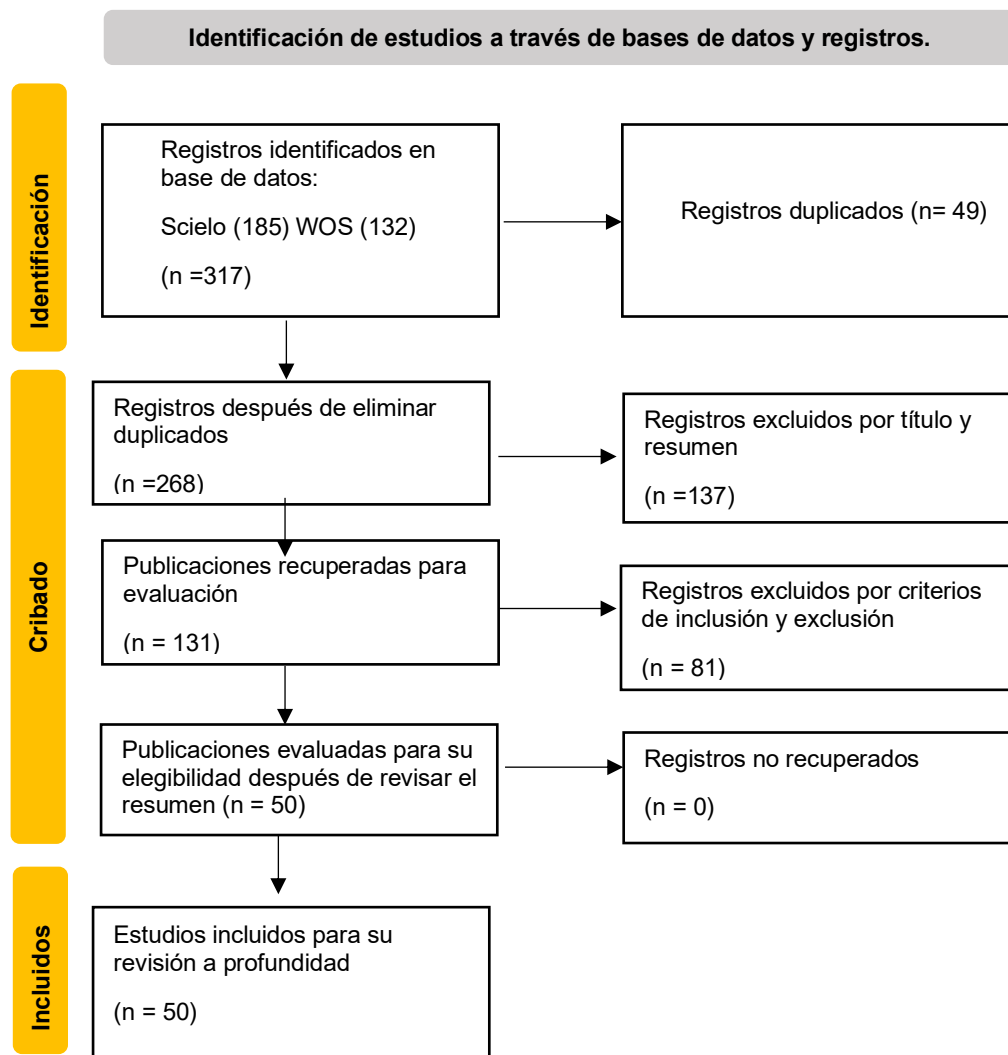 Identificación de estudios a través de bases de datos y registros.
Identificación
Registros identificados en
base de datos:
Scielo (185) WOS (132)
(n =317)
Registros duplicados (n= 49)
Cribado
Registros después de eliminar
duplicados
(n =268)
Registros excluidos por título y
resumen
(n =137)
Publicaciones recuperadas para
evaluación
(n = 131)
Registros excluidos por criterios
de inclusión y exclusión
(n = 81)
Publicaciones evaluadas para su
elegibilidad después de revisar el
resumen (n = 50)
Registros no recuperados
(n = 0)
Incluidos
Estudios incluidos para su
revisión a profundidad
(n = 50)